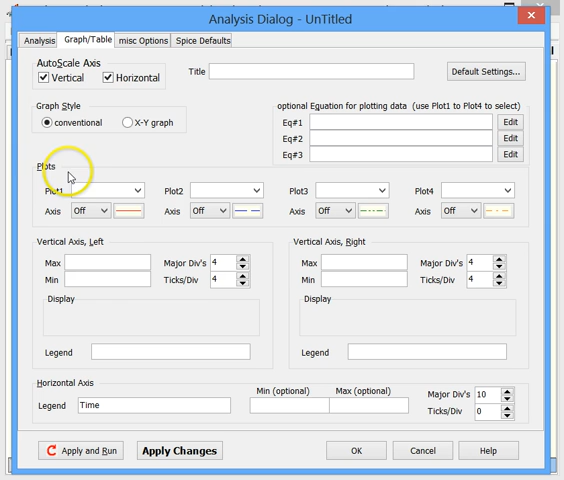 Analysis Dialog - UnTitled
Analysis Graph/Table misc Options Spice Defaults
AutoScale Axis
Vertical Horizontal
Title
Default Settings...
Graph Style
conventional X-Y graph
optional Equation for plotting data (use Plot1 to Plot4 to select)
Eq#1 Edit
Eq#2 Edit
Eq#3 Edit
Plots
Plot1 Plot2 Plot3 Plot4
Axis Off Axis Off Axis Off Axis Off
Vertical Axis, Left
Max Major Div's 4
Min Ticks/Div 4
Display
Legend
Vertical Axis, Right
Max Major Div's 4
Min Ticks/Div 4
Display
Legend
Horizontal Axis
Min (optional) Max (optional)
Legend Time
Major Div's 10
Ticks/Div 0
Apply and Run Apply Changes OK Cancel Help